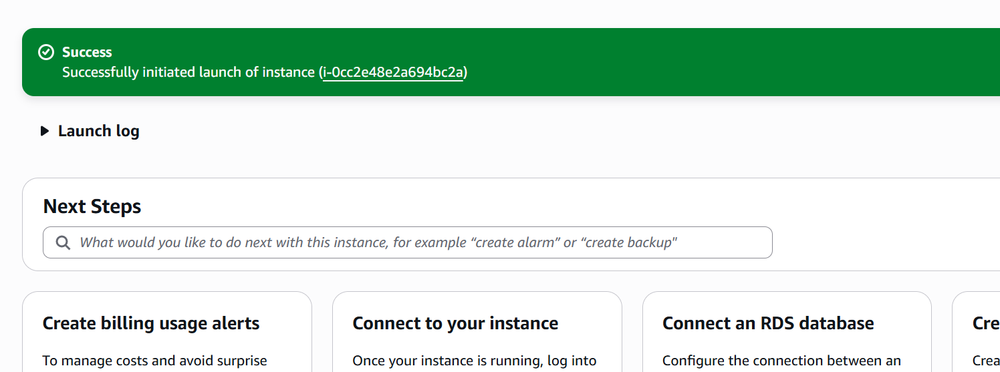 Success
Successfully initiated launch of instance (i-0cc2e48e2a694bc2a)
Launch log
Next Steps
What would you like to do next with this instance, for example “create alarm” or “create backup"
Create billing usage alerts
To manage costs and avoid surprise
Connect to your instance
Once your instance is running, log into
Connect an RDS database
Configure the connection between an
Cre
Crea